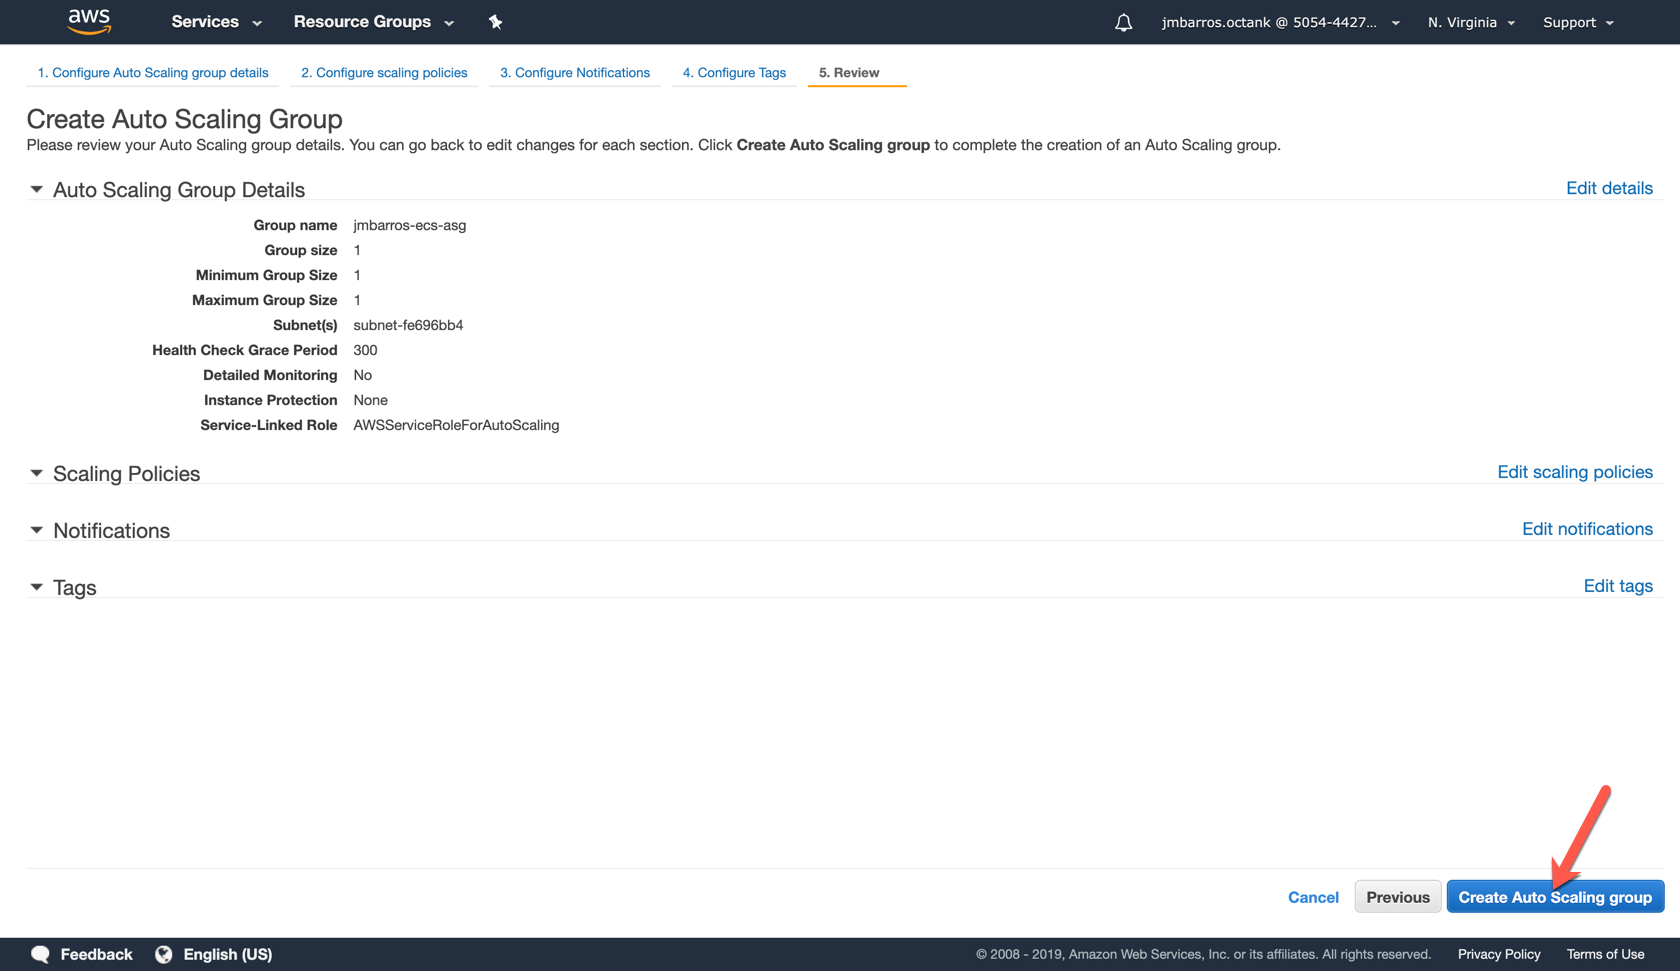 aws Services Resource Groups jmbarros.octank @ 5054-4427... N. Virginia Support
1. Configure Auto Scaling group details 2. Configure scaling policies 3. Configure Notifications 4. Configure Tags 5. Review
Create Auto Scaling Group
Please review your Auto Scaling group details. You can go back to edit changes for each section. Click Create Auto Scaling group to complete the creation of an Auto Scaling group.
Auto Scaling Group Details Edit details
Group name jmbarros-ecs-asg
Group size 1
Minimum Group Size 1
Maximum Group Size 1
Subnet(s) subnet-fe696bb4
Health Check Grace Period 300
Detailed Monitoring No
Instance Protection None
Service-Linked Role AWSServiceRoleForAutoScaling
Scaling Policies Edit scaling policies
Notifications Edit notifications
Tags Edit tags
Cancel Previous Create Auto Scaling group
Feedback English (US) © 2008 - 2019, Amazon Web Services, Inc. or its affiliates. All rights reserved. Privacy Policy Terms of Use